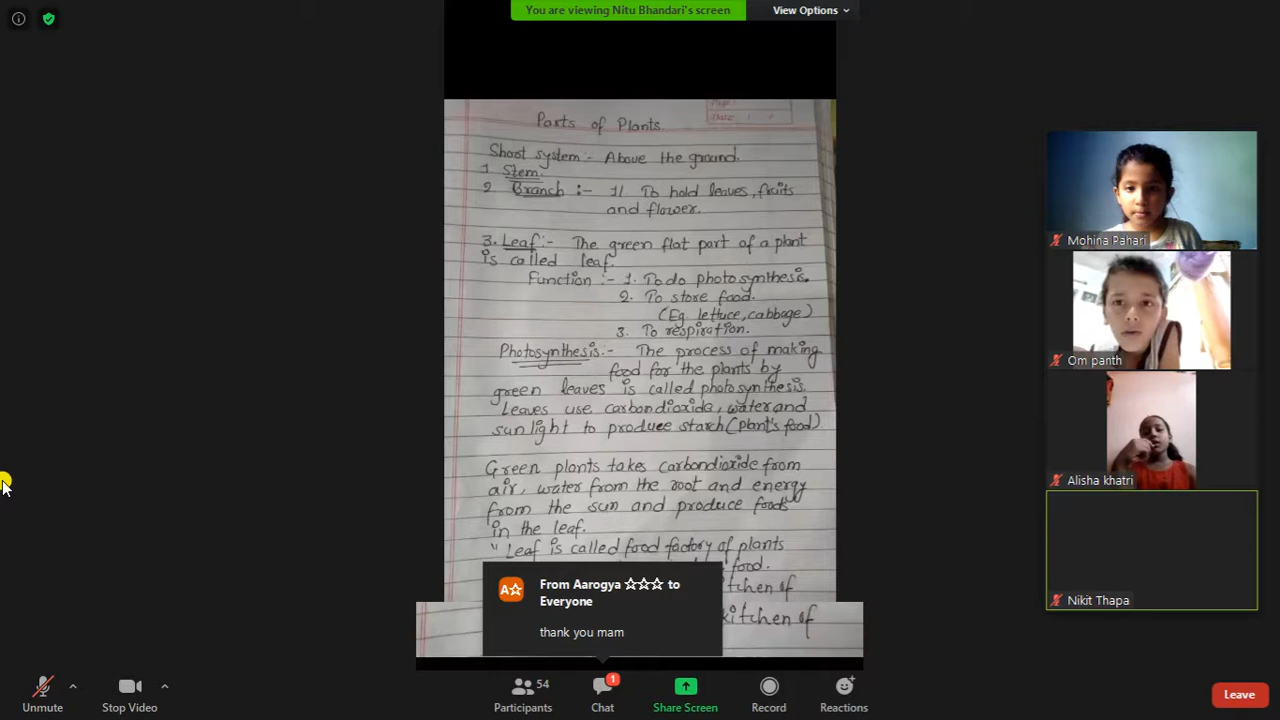 You are viewing Nitu Bhandari's screen
View Options
Page:
Date:
Parts of Plants.
Shoot system:- Above the ground.
1 Stem.
2 Branch :- 1/ To hold leaves, fruits
and flower.
3. Leaf:- The green flat part of a plant
is called leaf.
Function :- 1. To do photosynthesis.
2. To store food.
(Eg. lettuce, cabbage)
3. To respiration.
Photosynthesis:- The process of making
food for the plants by
green leaves is called photosynthesis.
Leaves use carbondioxide, water and
sunlight to produce starch (plant's food)
Green plants takes carbondioxide from
air, water from the root and energy
from the sun and produce foods
in the leaf.
" Leaf is called food factory of plants
food.
kitchen of
From Aarogya ☆☆☆ to
Everyone
thank you mam
Mohina Pahari
Om panth
Alisha khatri
Nikit Thapa
Unmute
Stop Video
54
Participants
1
Chat
Share Screen
Record
Reactions
Leave